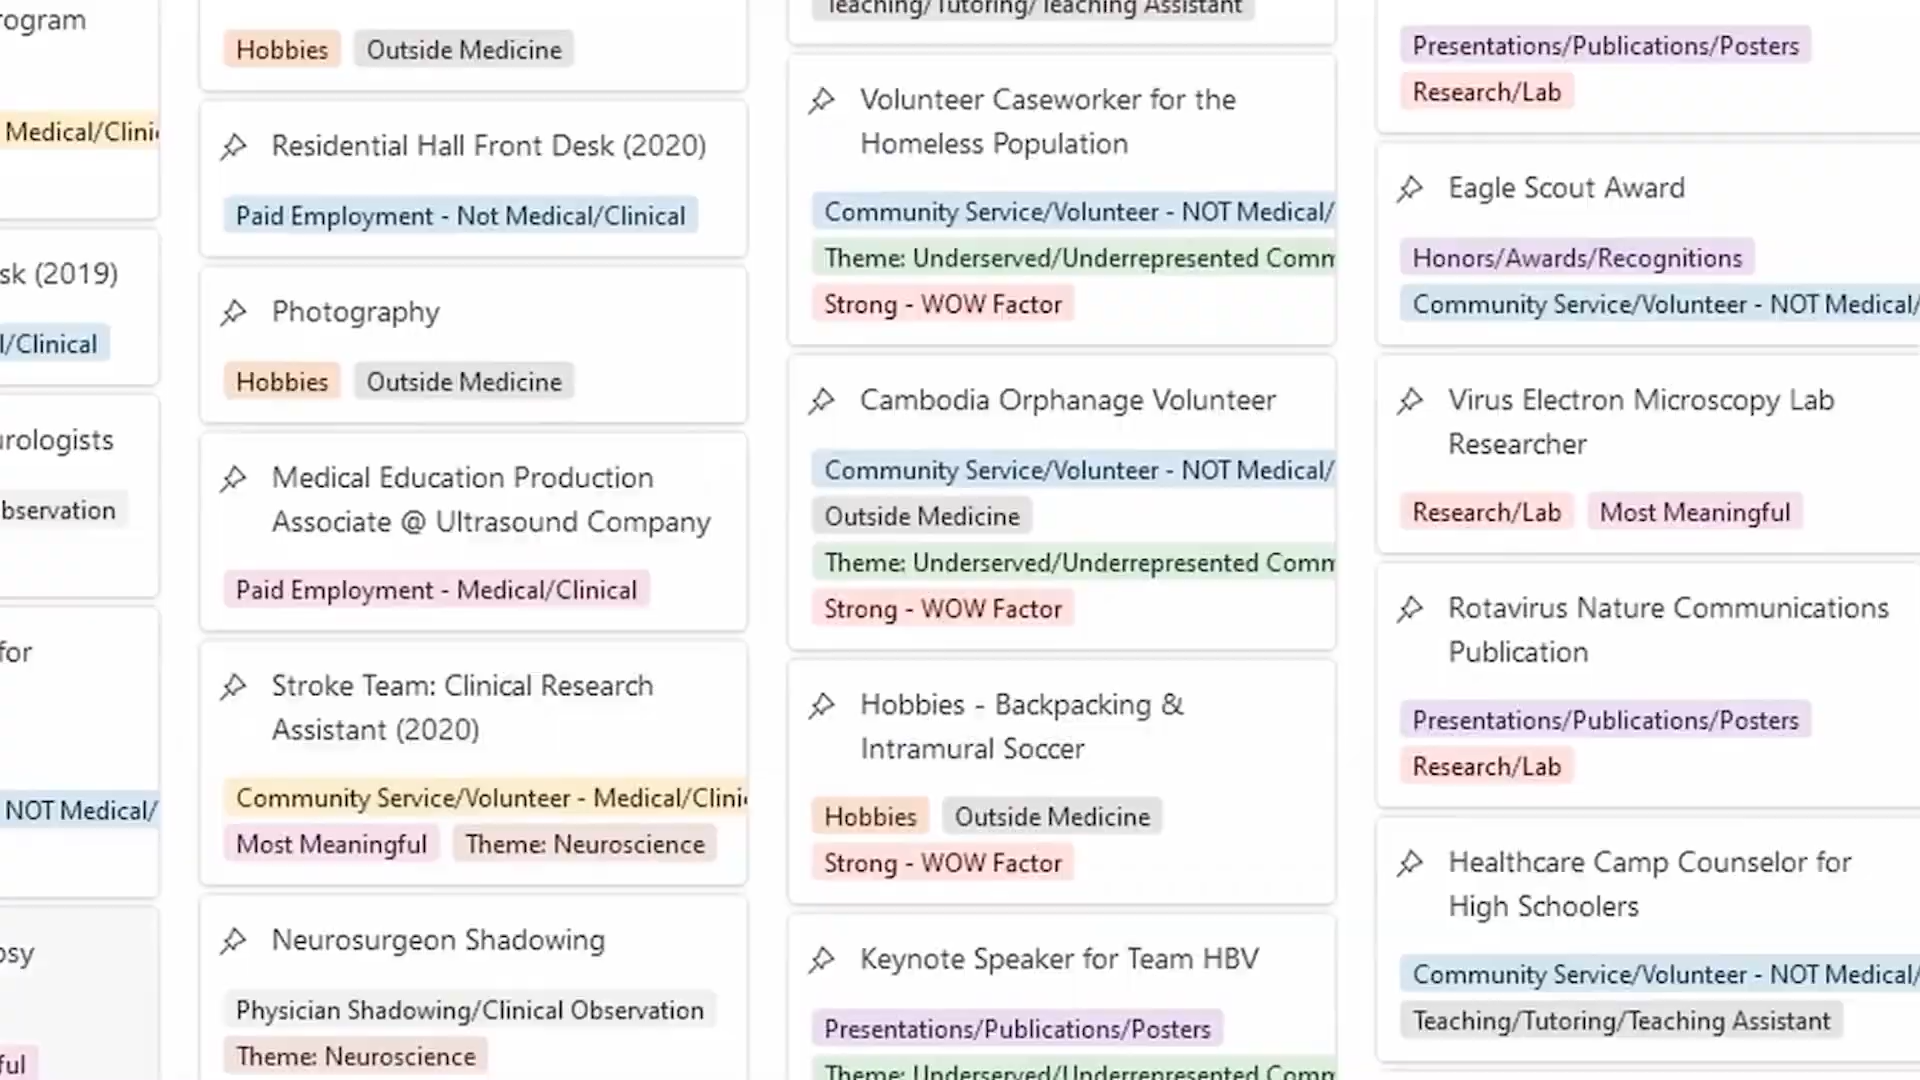 rogram
Medical/Clini
sk (2019)
l/Clinical
urologists
bservation
for
NOT Medical/
osy
ful
Hobbies Outside Medicine
Residential Hall Front Desk (2020)
Paid Employment - Not Medical/Clinical
Photography
Hobbies Outside Medicine
Medical Education Production
Associate @ Ultrasound Company
Paid Employment - Medical/Clinical
Stroke Team: Clinical Research
Assistant (2020)
Community Service/Volunteer - Medical/Clini
Most Meaningful Theme: Neuroscience
Neurosurgeon Shadowing
Physician Shadowing/Clinical Observation
Theme: Neuroscience
Teaching/Tutoring/Teaching Assistant
Volunteer Caseworker for the
Homeless Population
Community Service/Volunteer - NOT Medical/
Theme: Underserved/Underrepresented Comm
Strong - WOW Factor
Cambodia Orphanage Volunteer
Community Service/Volunteer - NOT Medical/
Outside Medicine
Theme: Underserved/Underrepresented Comm
Strong - WOW Factor
Hobbies - Backpacking &
Intramural Soccer
Hobbies Outside Medicine
Strong - WOW Factor
Keynote Speaker for Team HBV
Presentations/Publications/Posters
Theme: Underserved/Underrepresented Comm
Presentations/Publications/Posters
Research/Lab
Eagle Scout Award
Honors/Awards/Recognitions
Community Service/Volunteer - NOT Medical/
Virus Electron Microscopy Lab
Researcher
Research/Lab Most Meaningful
Rotavirus Nature Communications
Publication
Presentations/Publications/Posters
Research/Lab
Healthcare Camp Counselor for
High Schoolers
Community Service/Volunteer - NOT Medical/
Teaching/Tutoring/Teaching Assistant